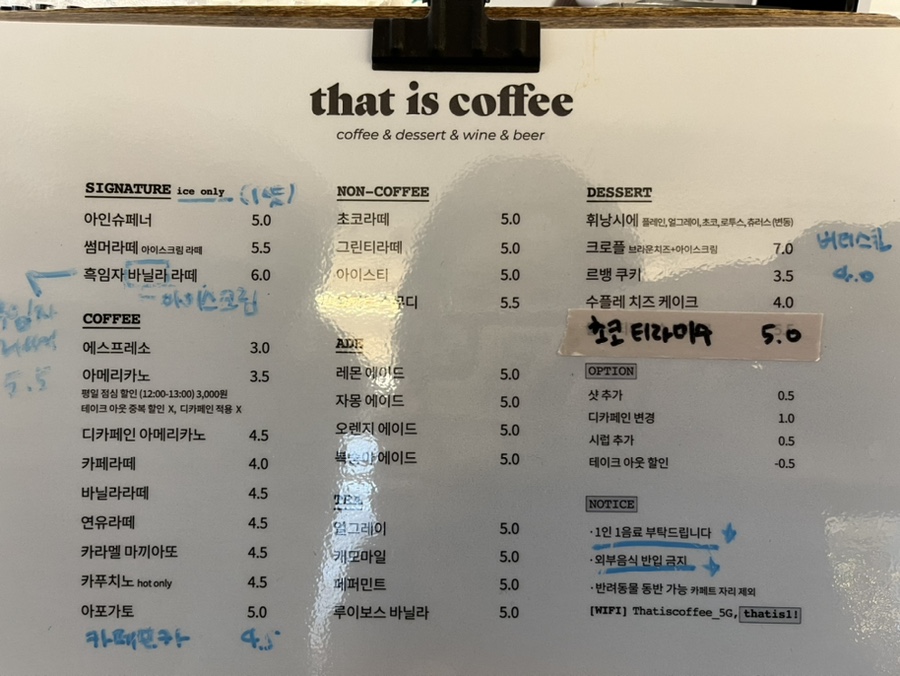 that is coffee
coffee & dessert & wine & beer
SIGNATURE ice only
아인슈페너 5.0
썸머라떼 아이스크림 라떼 5.5
흑임자 바닐라 라떼 6.0
아이스크림
5.5
COFFEE
에스프레소 3.0
아메리카노 3.5
평일 점심 할인 (12:00-13:00) 3,000원
테이크 아웃 중복 할인 X, 디카페인 적용 X
디카페인 아메리카노 4.5
카페라떼 4.0
바닐라라떼 4.5
연유라떼 4.5
카라멜 마끼아또 4.5
카푸치노 hot only 4.5
아포가토 5.0
카페모카 4.5
NON-COFFEE
초코라떼 5.0
그린티라떼 5.0
아이스티 5.0
5.5
ADE
레몬 에이드 5.0
자몽 에이드 5.0
오렌지 에이드 5.0
복숭아 에이드 5.0
TEA
얼그레이 5.0
캐모마일 5.0
페퍼민트 5.0
루이보스 바닐라 5.0
DESSERT
휘낭시에 플레인, 얼그레이, 초코, 로투스, 츄러스 (변동)
크로플 브라운치즈+아이스크림 7.0
르뱅 쿠키 3.5
수플레 치즈 케이크 4.0
초코 티라미수 5.0
OPTION
샷 추가 0.5
디카페인 변경 1.0
시럽 추가 0.5
테이크 아웃 할인 -0.5
NOTICE
·1인 1음료 부탁드립니다
·외부음식 반입 금지
·반려동물 동반 가능 카페트 자리 제외
[WIFI] Thatiscoffee_5G, thatis1!